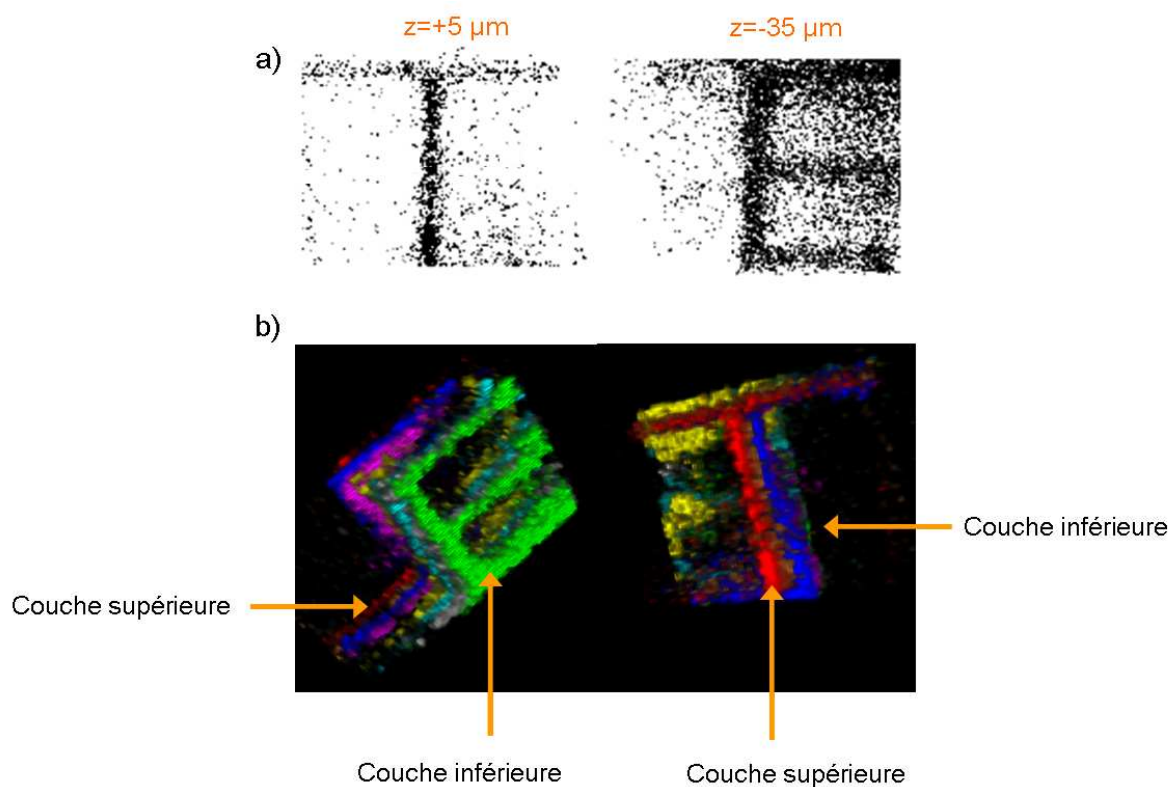 z=+5 µm
z=-35 µm
a)
b)
Couche inférieure
Couche supérieure
Couche inférieure
Couche supérieure